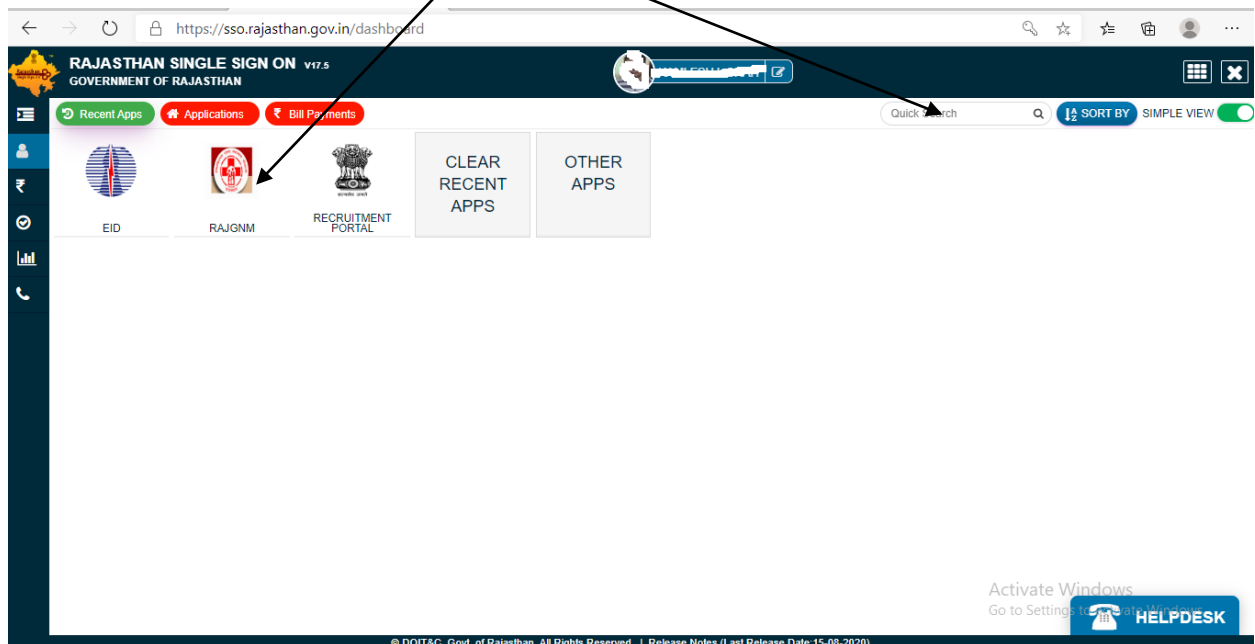 https://sso.rajasthan.gov.in/dashboard
RAJASTHAN SINGLE SIGN ON V17.5
GOVERNMENT OF RAJASTHAN
Recent Apps
Applications
₹ Bill Payments
Quick Search
SORT BY
SIMPLE VIEW
EID
RAJGNM
RECRUITMENT
PORTAL
CLEAR
RECENT
APPS
OTHER
APPS
Activate Windows
Go to Settings to activate Windows.
HELPDESK
© DOIT&C, Govt. of Rajasthan. All Rights Reserved. | Release Notes (Last Release Date:15-08-2020)